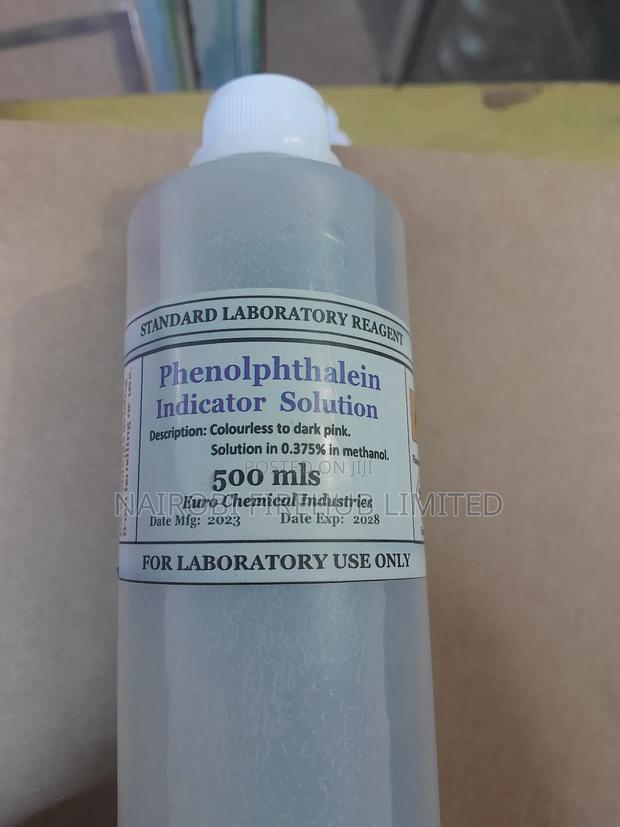 STANDARD LABORATORY REAGENT
Phenolphthalein
Indicator Solution
Description: Colourless to dark pink.
Solution in 0.375% in methanol.
500 mls
POSTED ON JIJI
NAIROBI FIREHUB LIMITED
Euro Chemical Industries
Date Mfg: 2023 Date Exp: 2028
FOR LABORATORY USE ONLY